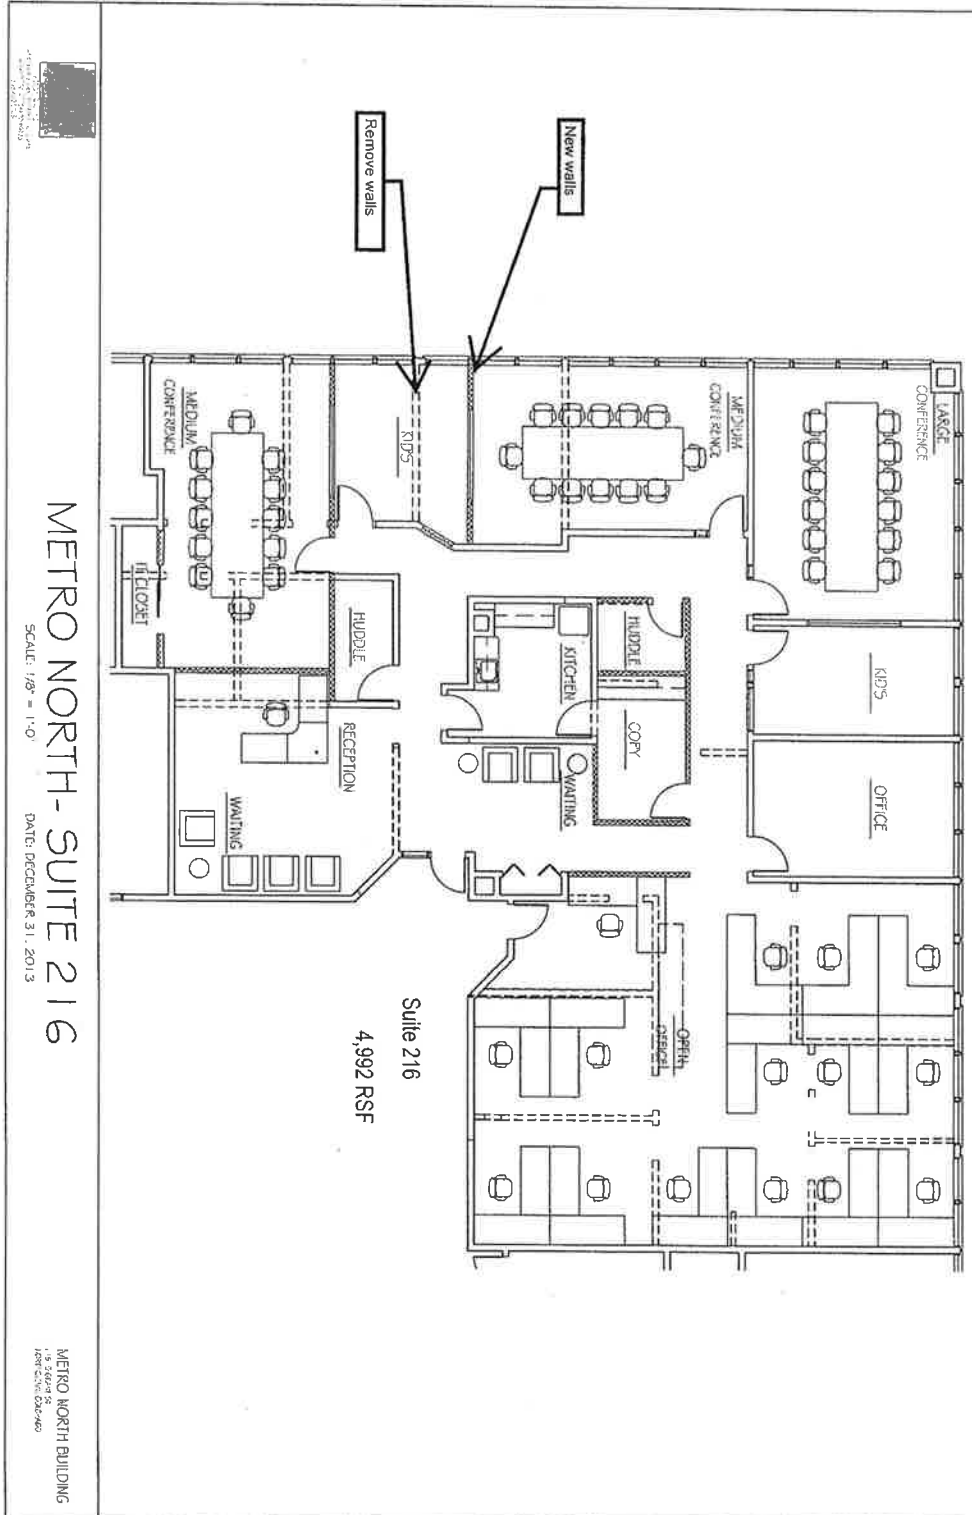 New walls
Remove walls
LARGE
CONFERENCE
MEDIUM
CONFERENCE
KID'S
MEDIUM
CONFERENCE
KID'S
OFFICE
HUDDLE
COPY
KITCHEN
WAITING
HUDDLE
RECEPTION
WAITING
CLOSET
OPEN
OFFICE
Suite 216
4,992 RSF
METRO NORTH- SUITE 216
SCALE: 1/8" = 1'-0"
DATE: DECEMBER 31, 2013
METRO NORTH BUILDING